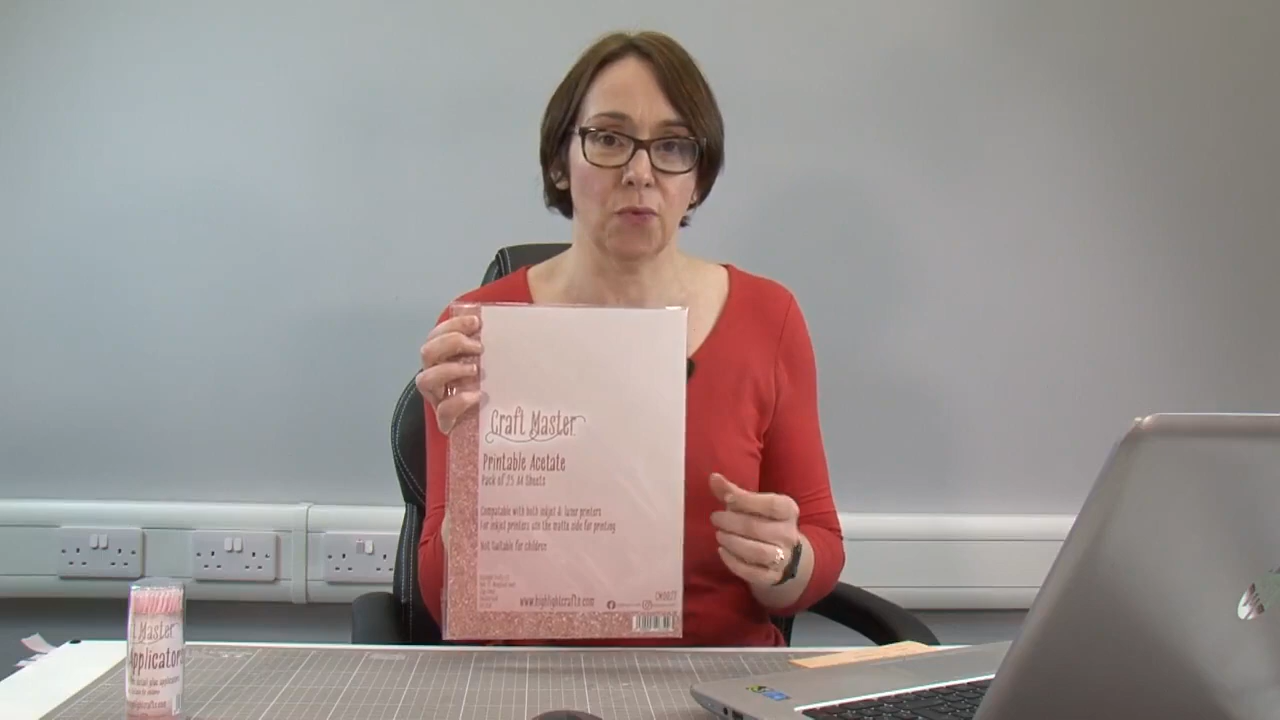 Craft Master
Printable Acetate
Pack of 25 A4 Sheets
Compatable with both inkjet & laser printers
For inkjet printers use the matte side for printing
Not Suitable for children
www.highlightcrafts.com
Master
Applicators